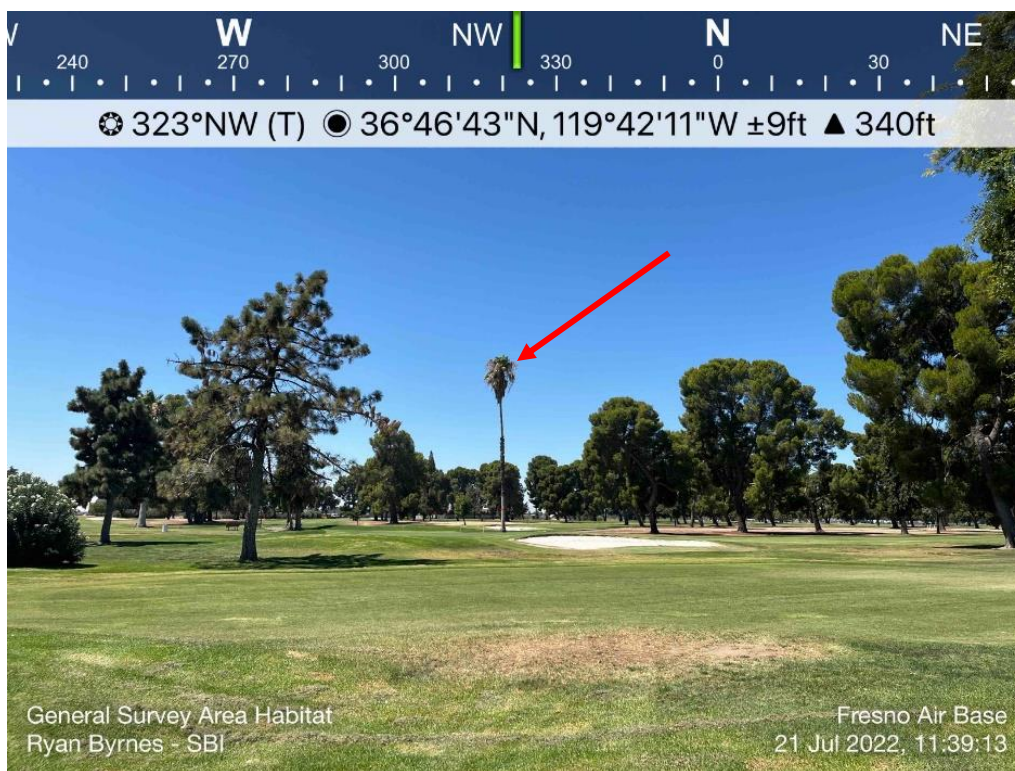 W NW N NE
240 270 300 330 0 30
323°NW (T) 36°46'43"N, 119°42'11"W ±9ft ▲ 340ft
General Survey Area Habitat
Ryan Byrnes - SBI
Fresno Air Base
21 Jul 2022, 11:39:13